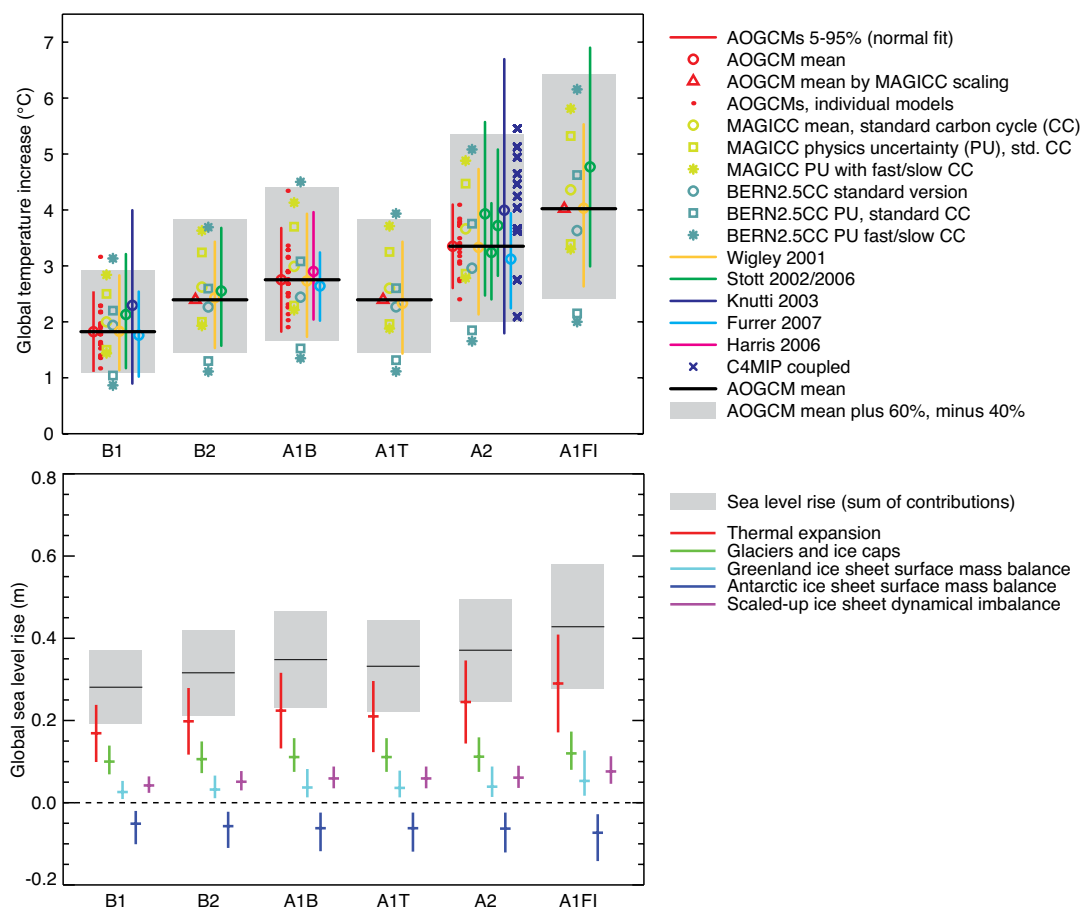 Global temperature increase (°C)
7
6
5
4
3
2
1
0
B1 B2 A1B A1T A2 A1FI
AOGCMs 5-95% (normal fit)
AOGCM mean
AOGCM mean by MAGICC scaling
AOGCMs, individual models
MAGICC mean, standard carbon cycle (CC)
MAGICC physics uncertainty (PU), std. CC
MAGICC PU with fast/slow CC
BERN2.5CC standard version
BERN2.5CC PU, standard CC
BERN2.5CC PU fast/slow CC
Wigley 2001
Stott 2002/2006
Knutti 2003
Furrer 2007
Harris 2006
C4MIP coupled
AOGCM mean
AOGCM mean plus 60%, minus 40%
Global sea level rise (m)
0.8
0.6
0.4
0.2
0.0
-0.2
B1 B2 A1B A1T A2 A1FI
Sea level rise (sum of contributions)
Thermal expansion
Glaciers and ice caps
Greenland ice sheet surface mass balance
Antarctic ice sheet surface mass balance
Scaled-up ice sheet dynamical imbalance